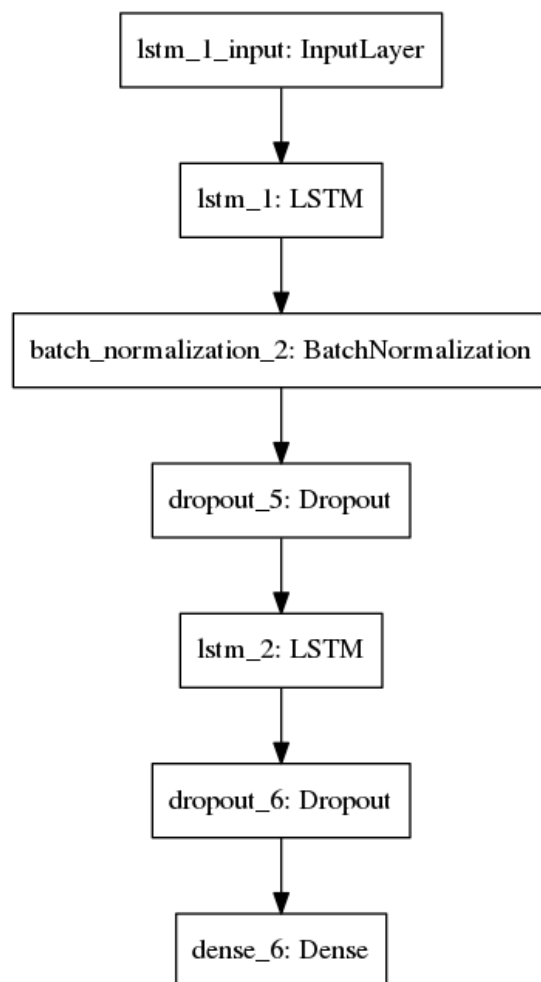 lstm_1_input: InputLayer
lstm_1: LSTM
batch_normalization_2: BatchNormalization
dropout_5: Dropout
lstm_2: LSTM
dropout_6: Dropout
dense_6: Dense